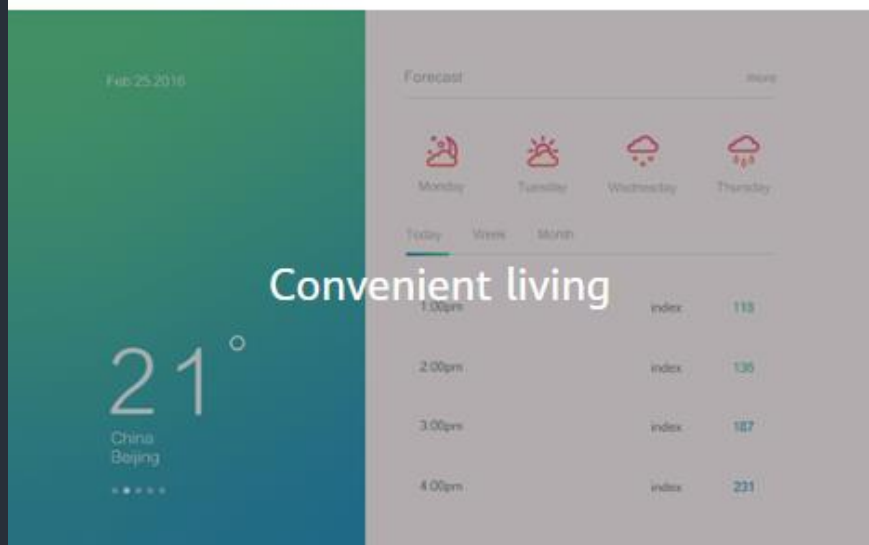 Feb 25.2016
21°
China
Beijing
Convenient living
Forecast more
Monday Tuesday Wednesday Thursday
Today Week Month
1:00pm index 118
2:00pm index 136
3:00pm index 187
4:00pm index 231